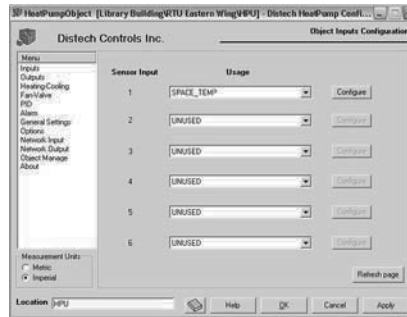 HeatPumpObject [Library Building\RTU Eastern Wing\HPU] - Distech HeatPump Confi...
Distech Controls Inc.
Object Inputs Configuration
Menu
Inputs
Outputs
Heating-Cooling
Fan-Valve
PID
Alarm
General Settings
Options
Network Input
Network Output
Object Manage
About
Sensor Input Usage
1 SPACE_TEMP Configure
2 UNUSED Configure
3 UNUSED Configure
4 UNUSED Configure
5 UNUSED Configure
6 UNUSED Configure
Measurement Units
Metric
Imperial
Refresh page
Location HPU Help OK Cancel Apply